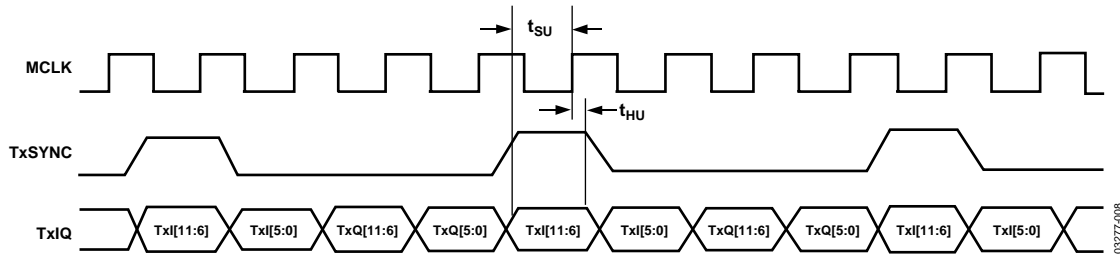 tSU
MCLK
tHU
TxSYNC
TxIQ
TxI[11:6] TxI[5:0] TxQ[11:6] TxQ[5:0] TxI[11:6] TxI[5:0] TxQ[11:6] TxQ[5:0] TxI[11:6] TxI[5:0]
03277-008